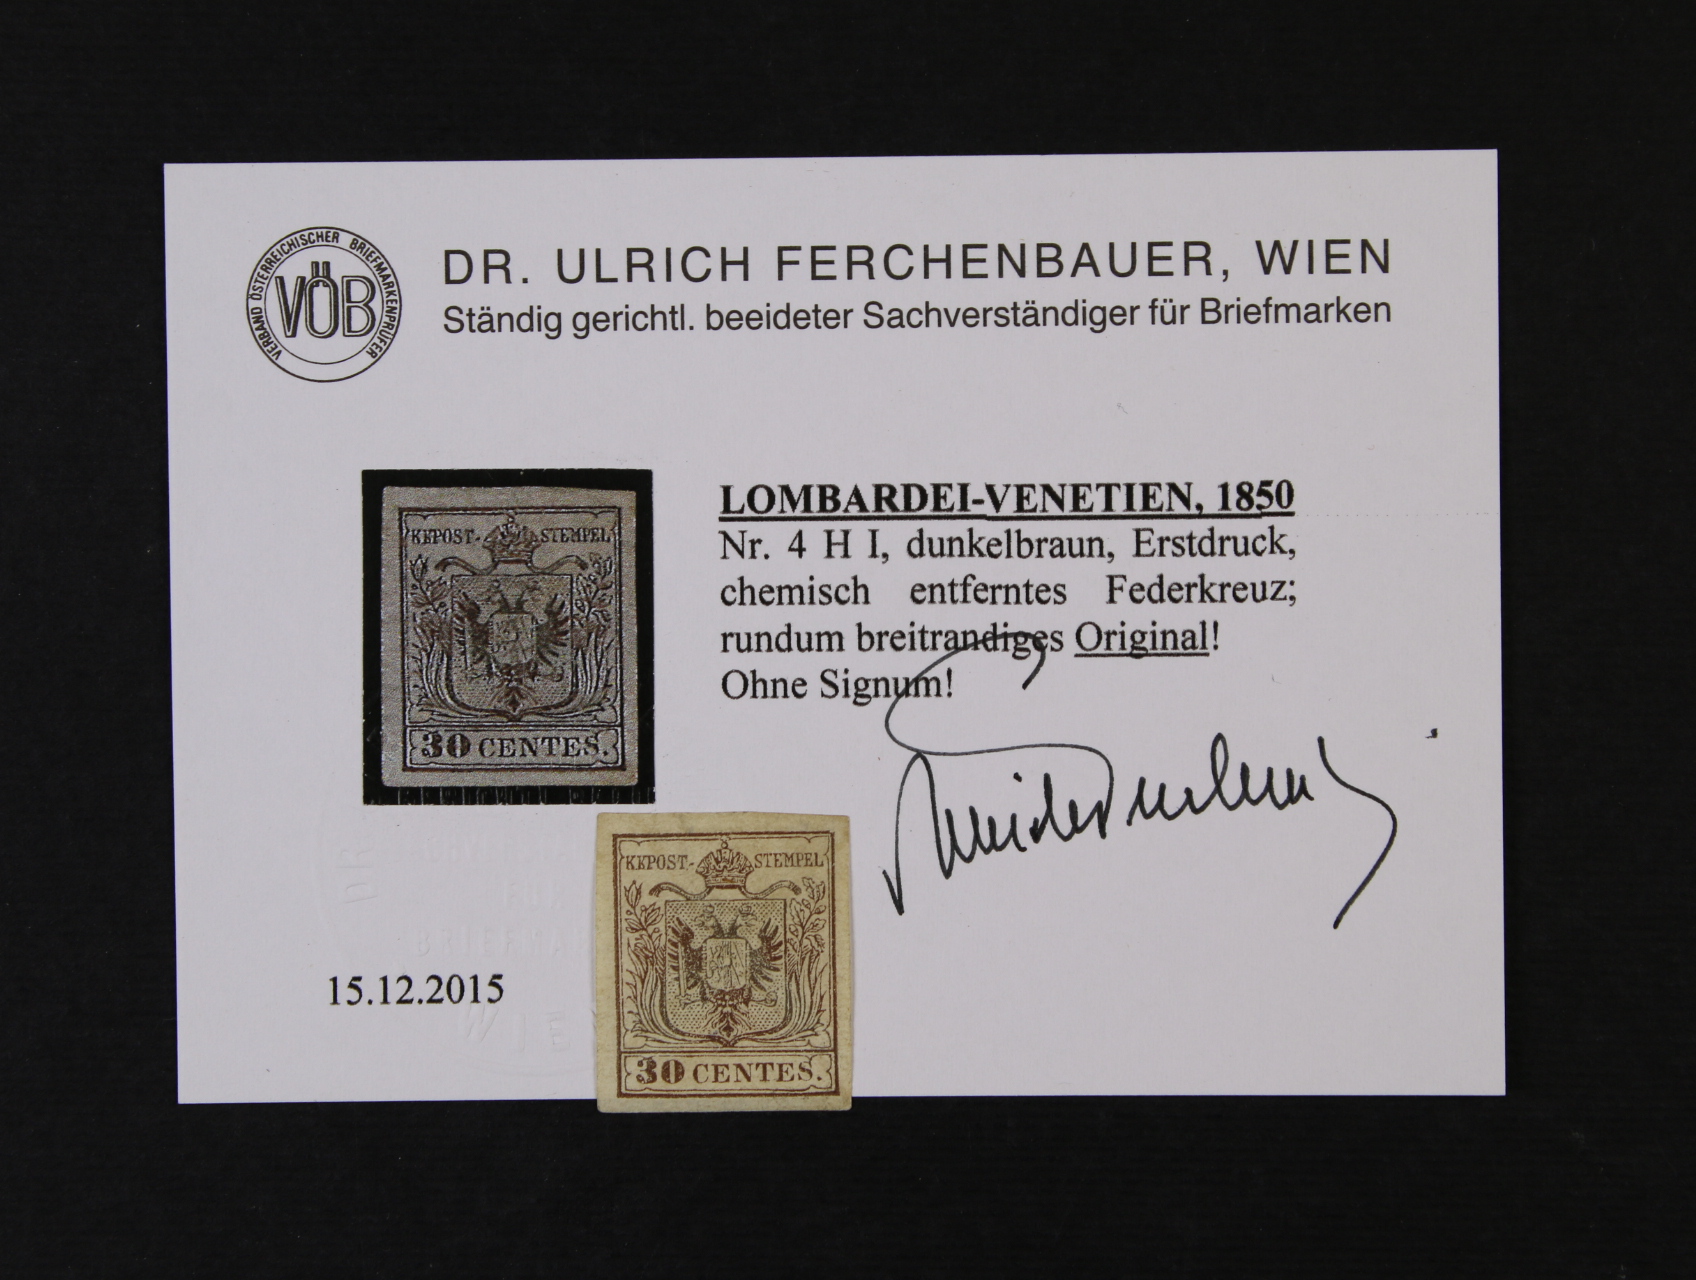 VERBAND ÖSTERREICHISCHER BRIEFMARKENPRÜFER
VÖB
DR. ULRICH FERCHENBAUER, WIEN
Ständig gerichtl. beeideter Sachverständiger für Briefmarken
KKPOST-STEMPEL
30 CENTES.
LOMBARDEI-VENETIEN, 1850
Nr. 4 H I, dunkelbraun, Erstdruck,
chemisch entferntes Federkreuz;
rundum breitrandiges Original!
Ohne Signum!
KKPOST-STEMPEL
30 CENTES.
15.12.2015